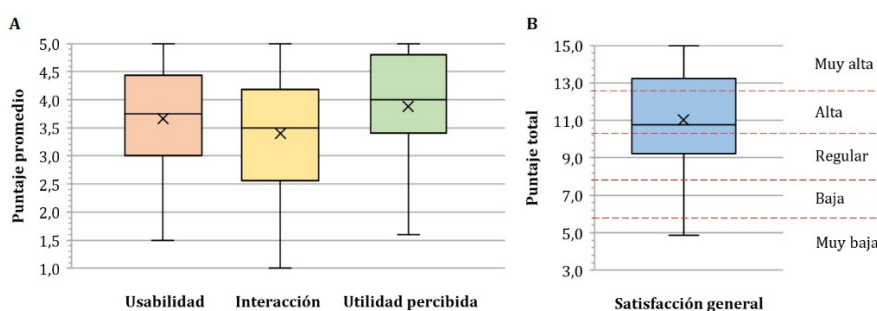 A
Puntaje promedio
5,0
4,5
4,0
3,5
3,0
2,5
2,0
1,5
1,0
Usabilidad
Interacción
Utilidad percibida
B
Puntaje total
15,0
13,0
11,0
9,0
7,0
5,0
3,0
Muy alta
Alta
Regular
Baja
Muy baja
Satisfacción general